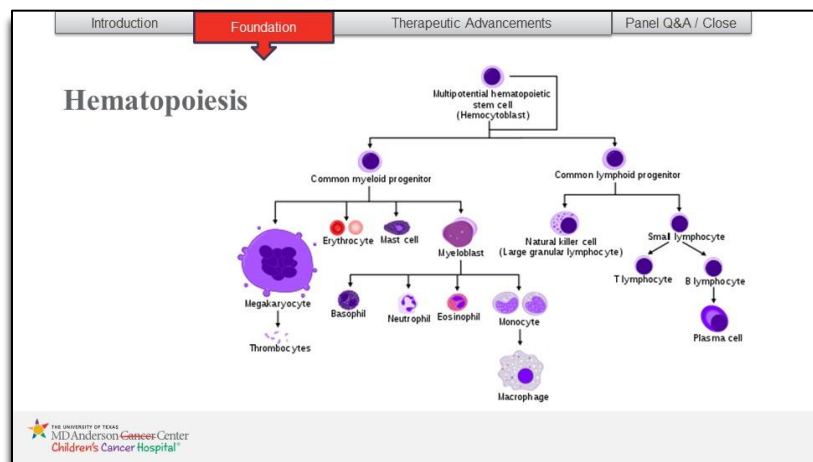 Introduction
Foundation
Therapeutic Advancements
Panel Q&A / Close
Hematopoiesis
Multipotential hematopoietic
stem cell
(Hemocytoblast)
Common myeloid progenitor
Common lymphoid progenitor
Erythrocyte
Mast cell
Myeloblast
Natural killer cell
(Large granular lymphocyte)
Small lymphocyte
T lymphocyte
B lymphocyte
Megakaryocyte
Basophil
Neutrophil
Eosinophil
Monocyte
Plasma cell
Thrombocytes
Macrophage
THE UNIVERSITY OF TEXAS
MD Anderson Cancer Center
Children's Cancer Hospital®